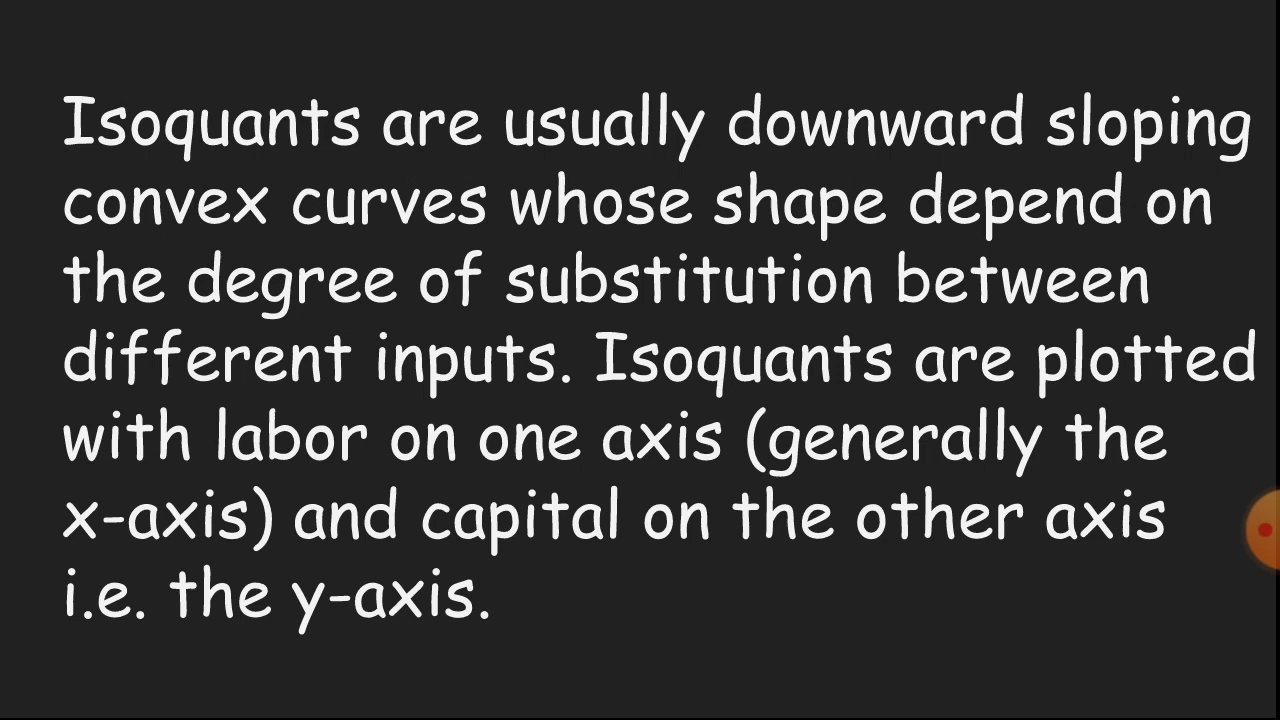 Isoquants are usually downward sloping
convex curves whose shape depend on
the degree of substitution between
different inputs. Isoquants are plotted
with labor on one axis (generally the
x-axis) and capital on the other axis
i.e. the y-axis.